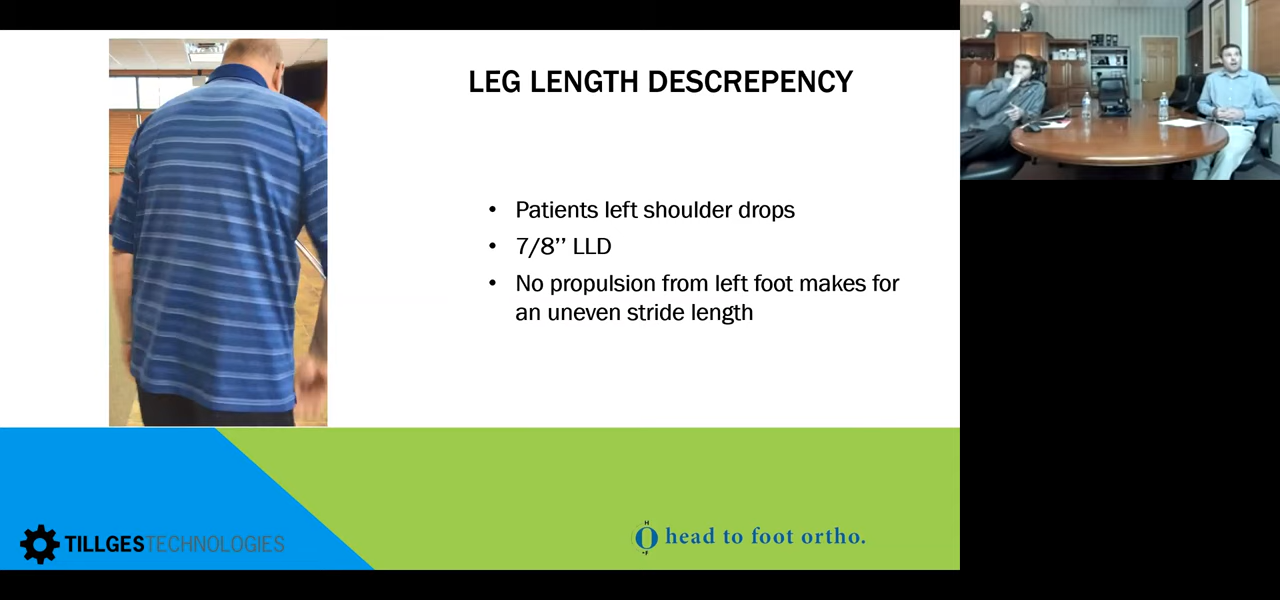 LEG LENGTH DESCREPENCY
• Patients left shoulder drops
• 7/8’’ LLD
• No propulsion from left foot makes for
an uneven stride length
TILLGESTECHNOLOGIES
H
F
head to foot ortho.